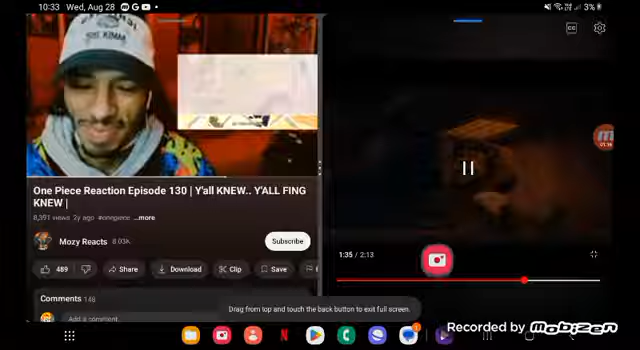 10:33 Wed, Aug 28
3%
One Piece Reaction Episode 130 | Y'all KNEW.. Y'ALL FING
KNEW |
8,391 views 2y ago #onepiece ...more
Mozy Reacts 8.03K
Subscribe
489
Share
Download
Clip
Save
Comments 148
Add a comment...
1:35 / 2:13
Drag from top and touch the back button to exit full screen.
Recorded by Mobizen